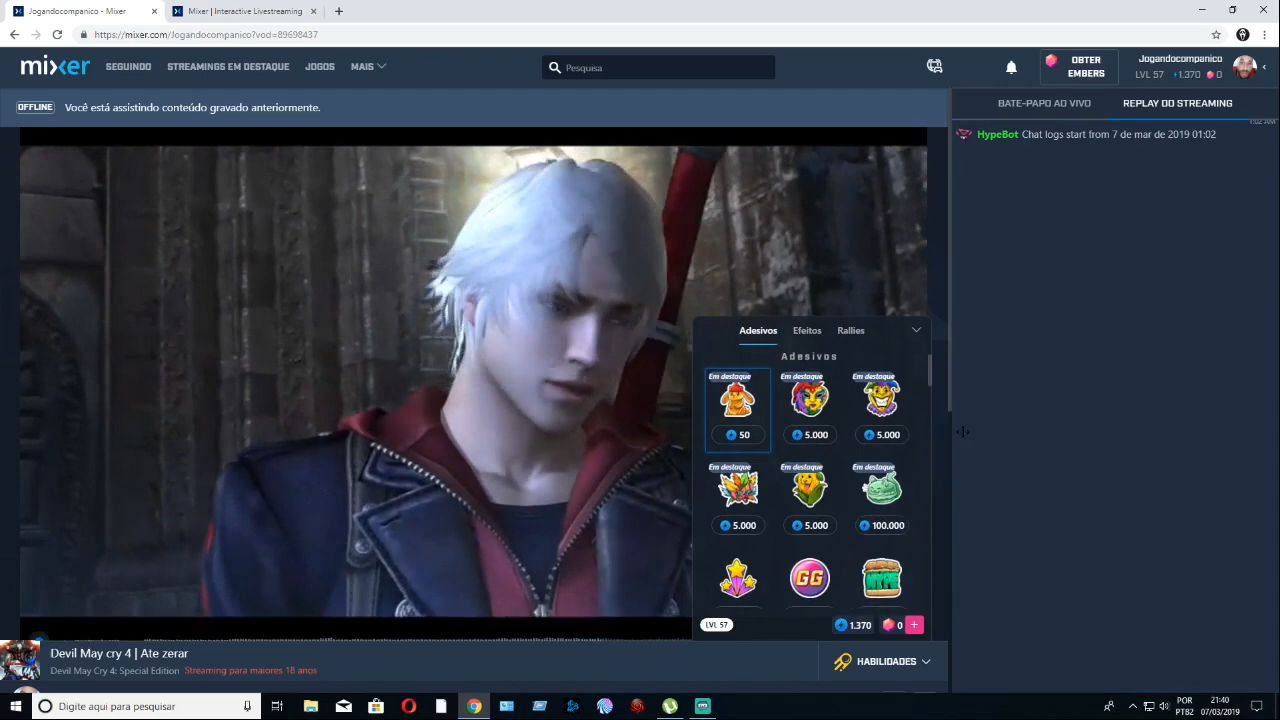 Jogandocompanico - Mixer
Mixer | Interactive Livestreaming
https://mixer.com/Jogandocompanico?vod=89698437
mixer
SEGUINDO
STREAMINGS EM DESTAQUE
JOGOS
MAIS
Pesquisa
OBTER
EMBERS
Jogandocompanico
LVL 57 1.370 0
OFFLINE Você está assistindo conteúdo gravado anteriormente.
BATE-PAPO AO VIVO
REPLAY DO STREAMING
1:02 AM
HypeBot Chat logs start from 7 de mar de 2019 01:02
Adesivos Efeitos Rallies
Adesivos
Em destaque Em destaque Em destaque
50 5.000 5.000
Em destaque Em destaque Em destaque
5.000 5.000 100.000
GG HYPE
LVL 57 1.370 0 +
Devil May cry 4 | Ate zerar
Devil May Cry 4: Special Edition Streaming para maiores 18 anos
HABILIDADES
Digite aqui para pesquisar
POR
PTB2
21:40
07/03/2019